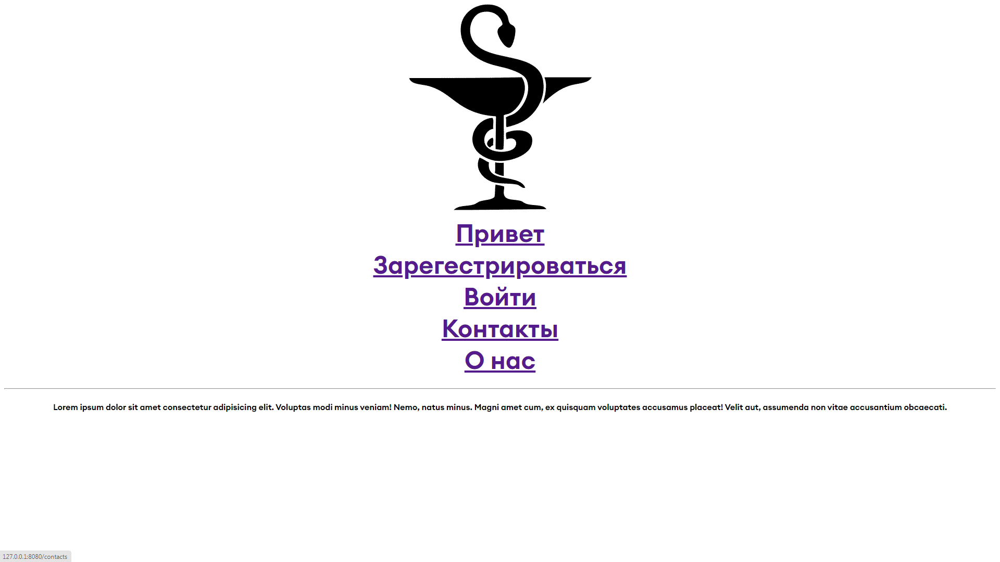 Привет
Зарегестрироваться
Войти
Контакты
О нас
Lorem ipsum dolor sit amet consectetur adipisicing elit. Voluptas modi minus veniam! Nemo, natus minus. Magni amet cum, ex quisquam voluptates accusamus placeat! Velit aut, assumenda non vitae accusantium obcaecati.
127.0.0.1:8080/contacts